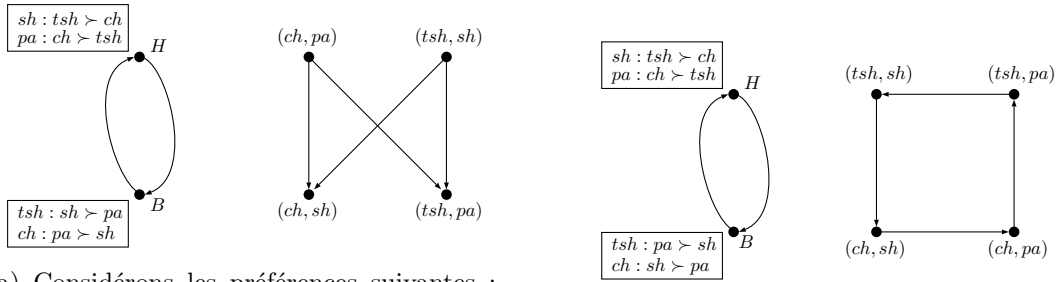 sh : tsh ≻ ch
pa : ch ≻ tsh
H
B
tsh : sh ≻ pa
ch : pa ≻ sh
(ch, pa)
(tsh, sh)
(ch, sh)
(tsh, pa)
a) Considérons les préférences suivantes :
sh : tsh ≻ ch
pa : ch ≻ tsh
H
B
tsh : pa ≻ sh
ch : sh ≻ pa
(tsh, sh)
(tsh, pa)
(ch, sh)
(ch, pa)